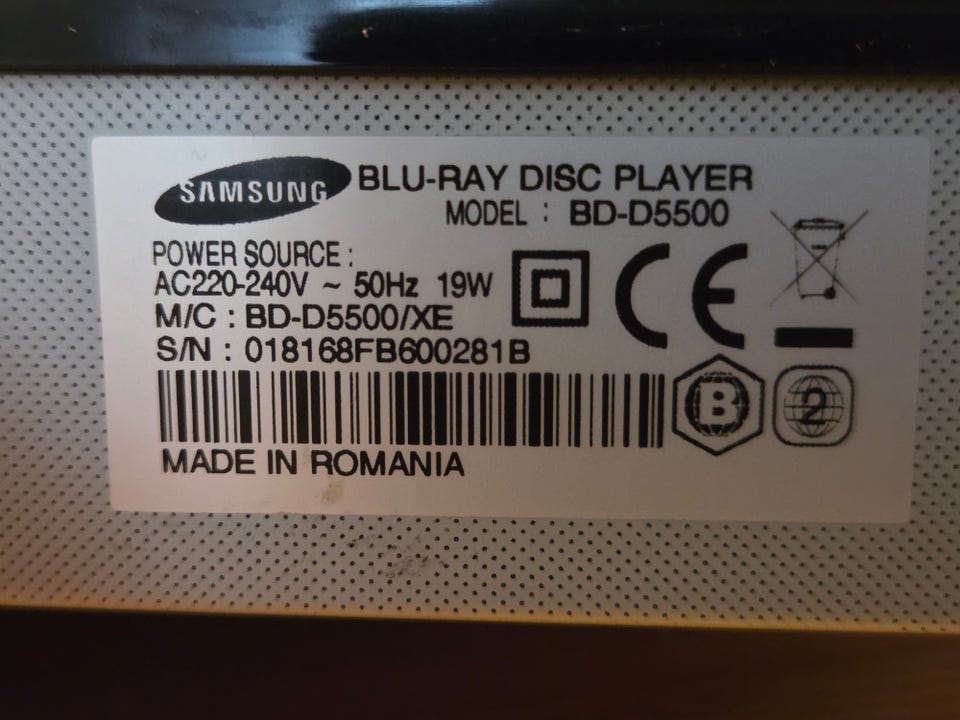 SAMSUNG BLU-RAY DISC PLAYER
MODEL : BD-D5500
POWER SOURCE :
AC220-240V ~ 50Hz 19W
M/C : BD-D5500/XE
S/N : 018168FB600281B
CE
B 2
MADE IN ROMANIA